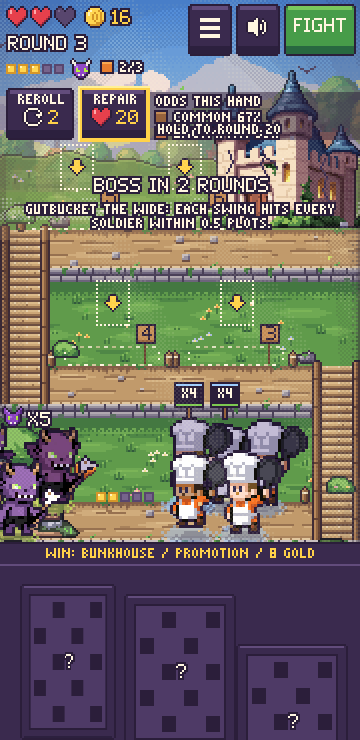 16
FIGHT
ROUND 3
2/3
REROLL
2
REPAIR
20
ODDS THIS HAND
COMMON 67%
HOLD TO ROUND 20
BOSS IN 2 ROUNDS
GUTBUCKET THE WIDE: EACH SWING HITS EVERY
SOLDIER WITHIN 0.5 PLOTS.
4
3
X4
X4
X5
WIN: BUNKHOUSE / PROMOTION / 8 GOLD
?
?
?